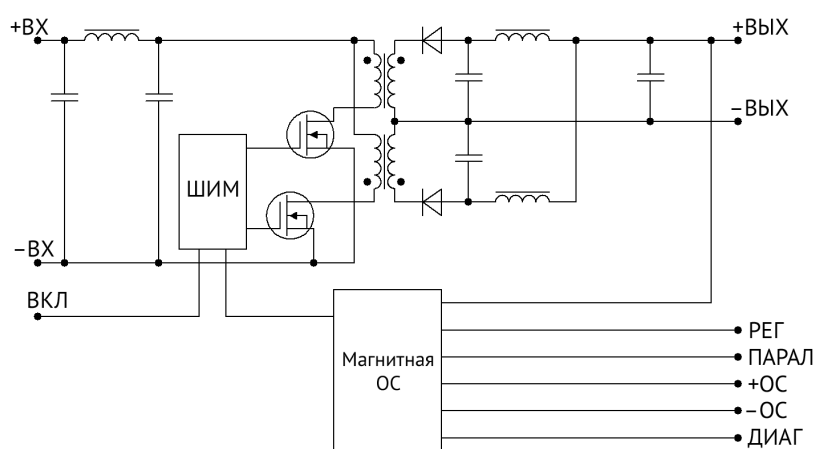 +ВХ
+ВЫХ
–ВЫХ
ШИМ
–ВХ
ВКЛ
Магнитная
ОС
РЕГ
ПАРАЛ
+ОС
–ОС
ДИАГ